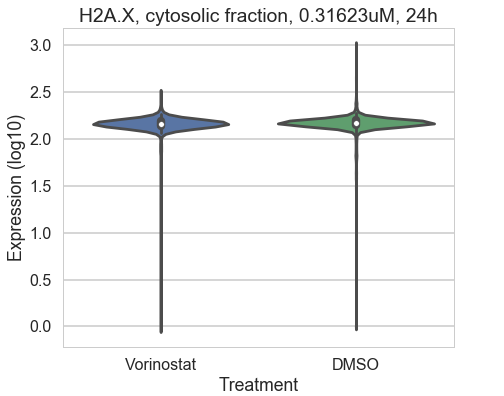 H2A.X, cytosolic fraction, 0.31623uM, 24h
Expression (log10)
3.0
2.5
2.0
1.5
1.0
0.5
0.0
Vorinostat
DMSO
Treatment